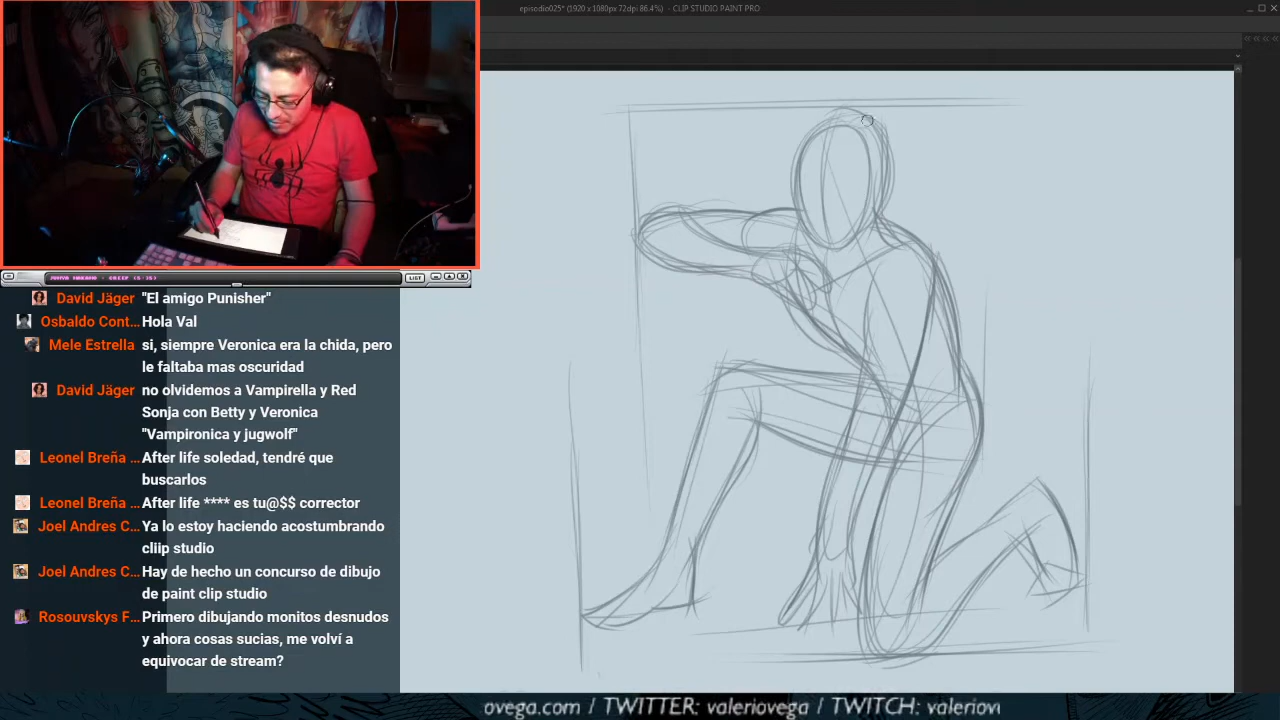 episodio025* (1920 x 1080px 72dpi 86.4%) - CLIP STUDIO PAINT PRO
LIST
David Jäger "El amigo Punisher"
Osbaldo Cont… Hola Val
Mele Estrella si, siempre Veronica era la chida, pero
le faltaba mas oscuridad
David Jäger no olvidemos a Vampirella y Red
Sonja con Betty y Veronica
"Vampironica y jugwolf"
Leonel Breña … After life soledad, tendré que
buscarlos
Leonel Breña … After life **** es tu@$$ corrector
Joel Andres C… Ya lo estoy haciendo acostumbrando
cliip studio
Joel Andres C… Hay de hecho un concurso de dibujo
de paint clip studio
Rosouvskys F… Primero dibujando monitos desnudos
y ahora cosas sucias, me volví a
equivocar de stream?
ovega.com / TWITTER: valeriovega / TWITCH: valeriov